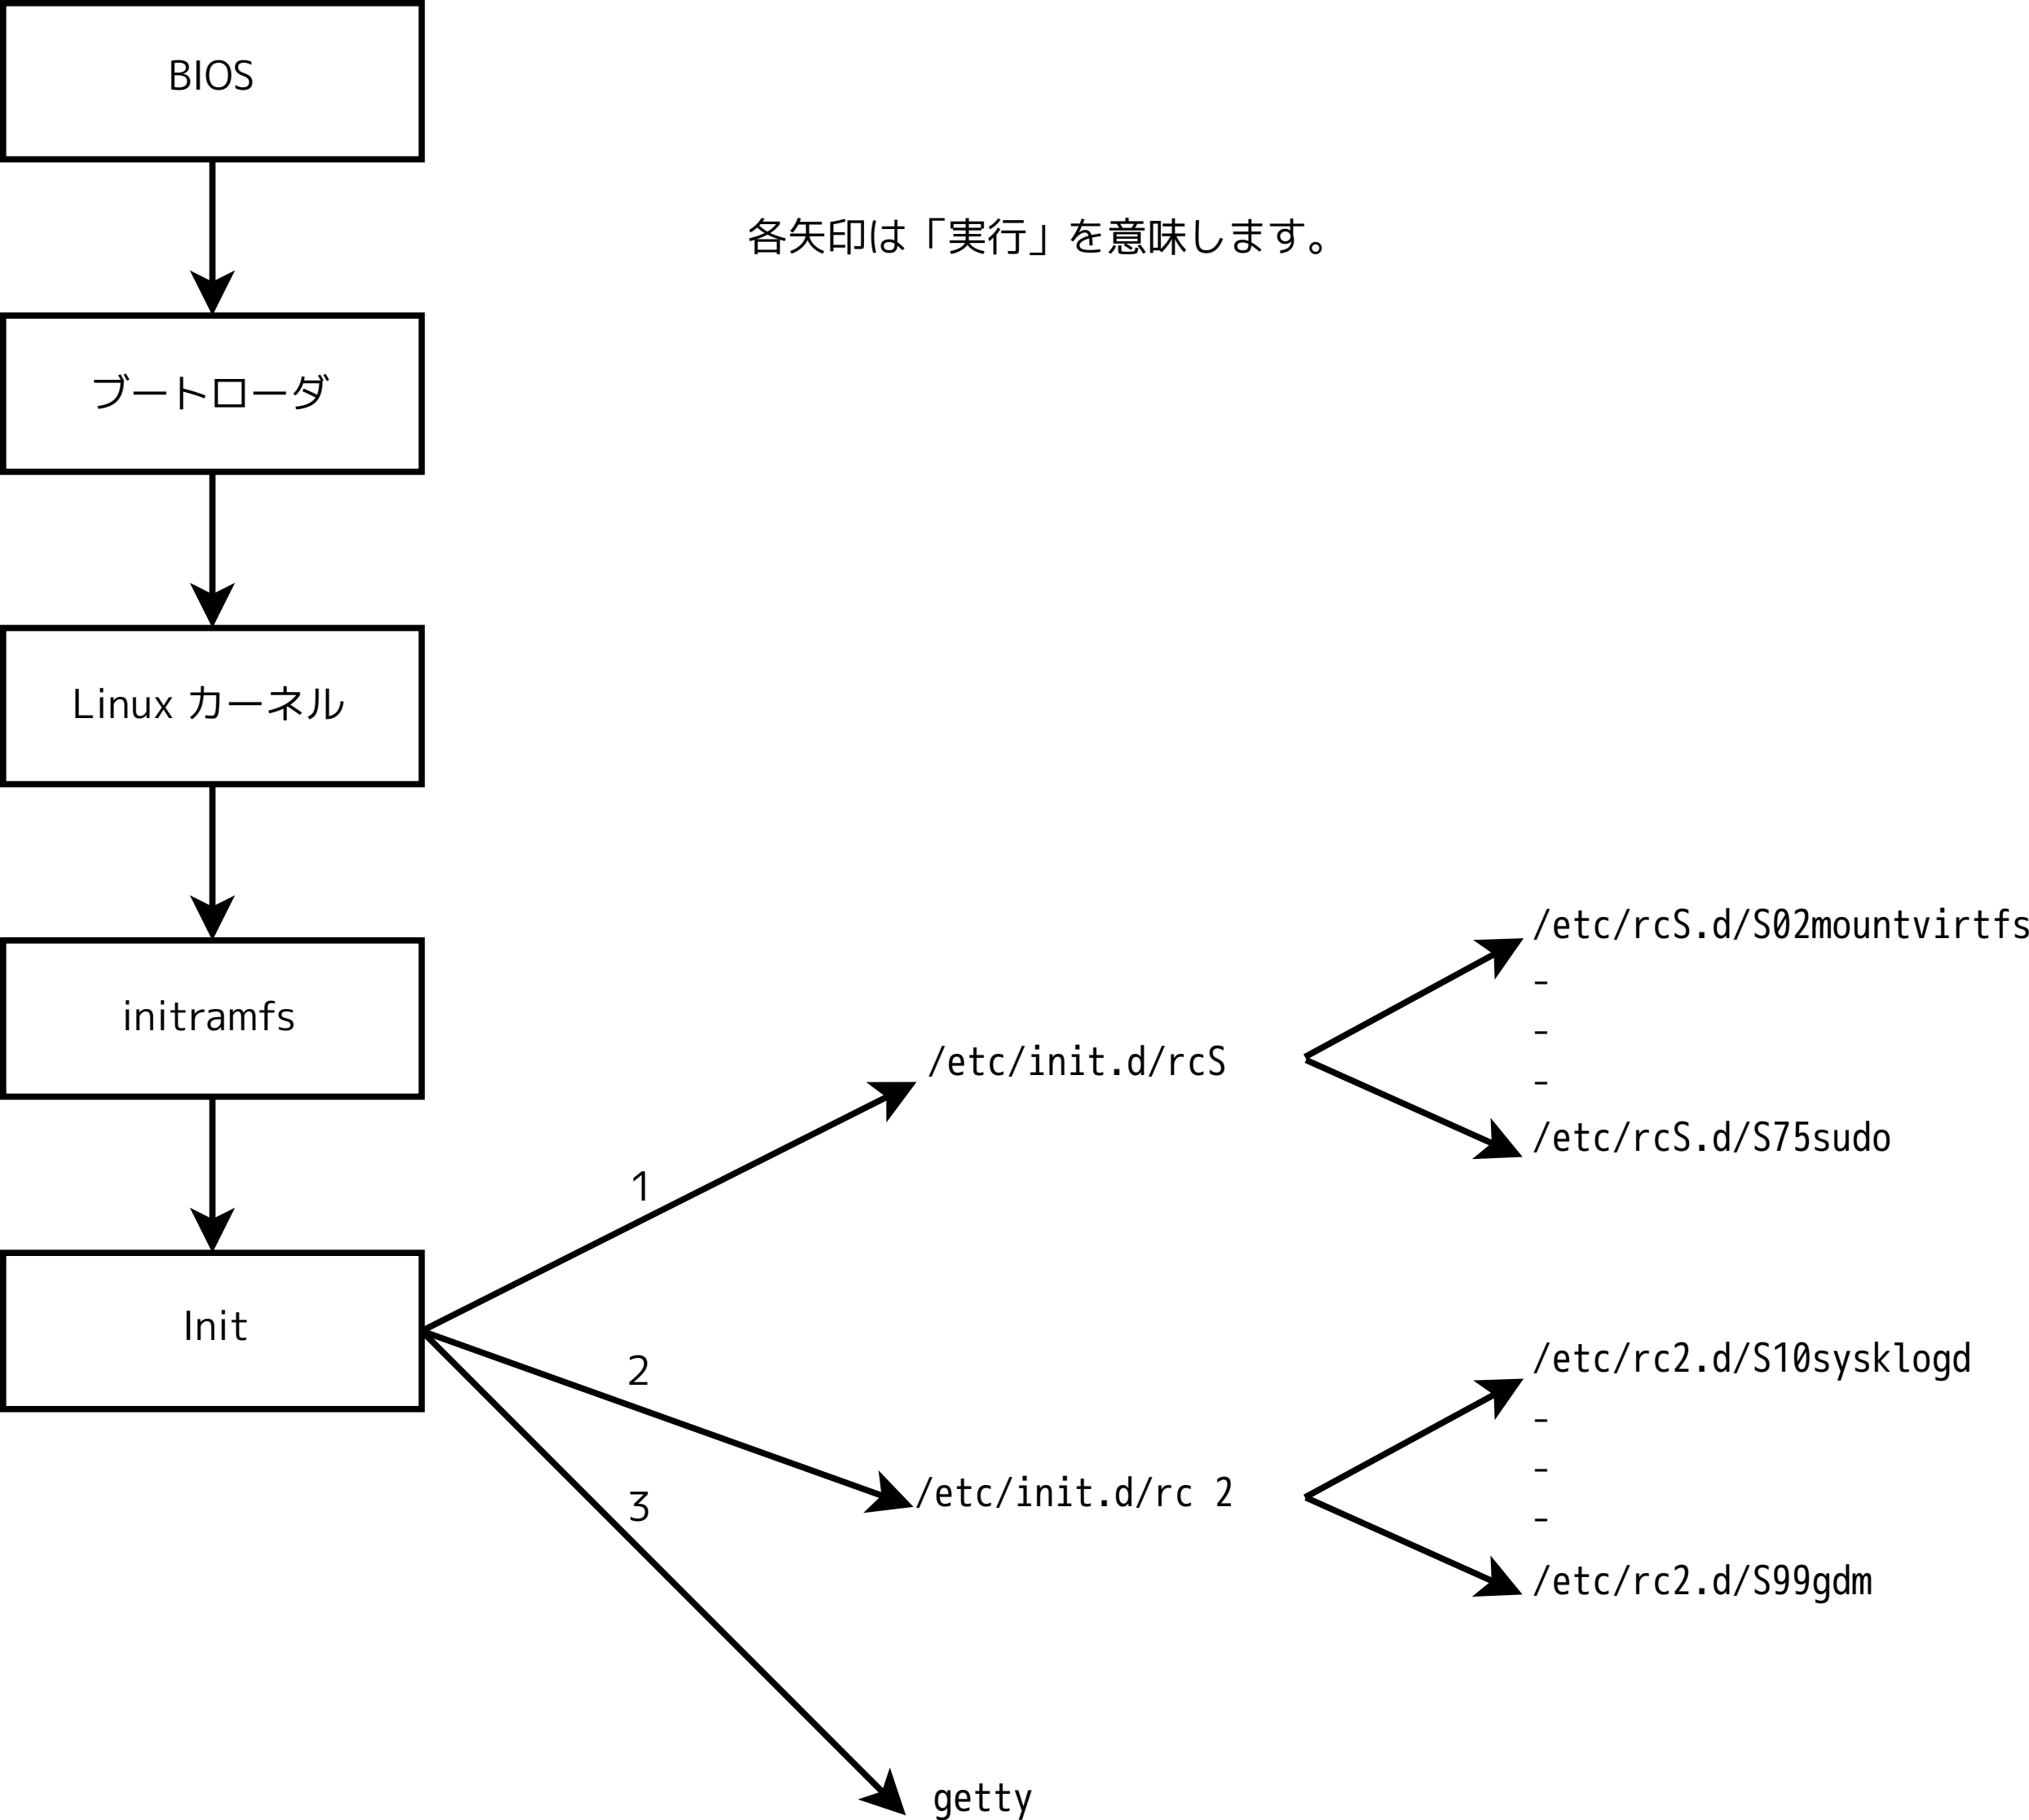 BIOS
各矢印は「実行」を意味します。
ブートローダ
Linux カーネル
initramfs
Init
1
2
3
/etc/init.d/rcS
/etc/rcS.d/S02mountvirtfs
-
-
-
/etc/rcS.d/S75sudo
/etc/init.d/rc 2
/etc/rc2.d/S10sysklogd
-
-
-
/etc/rc2.d/S99gdm
getty